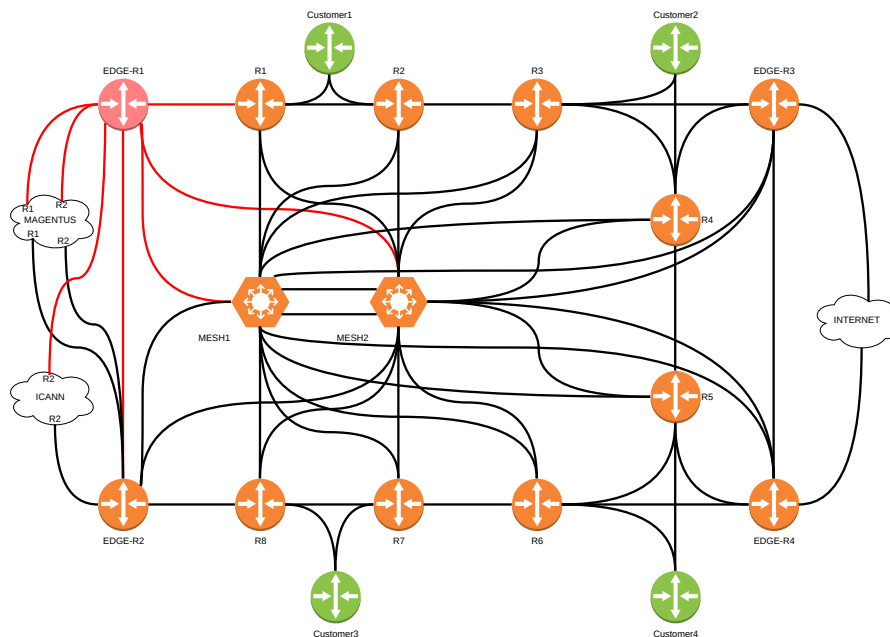 Customer1
Customer2
EDGE-R1
R1
R2
R3
EDGE-R3
R1
R2
MAGENTUS
R1
R2
R4
MESH1
MESH2
INTERNET
R2
ICANN
R2
R5
EDGE-R2
R8
R7
R6
EDGE-R4
Customer3
Customer4